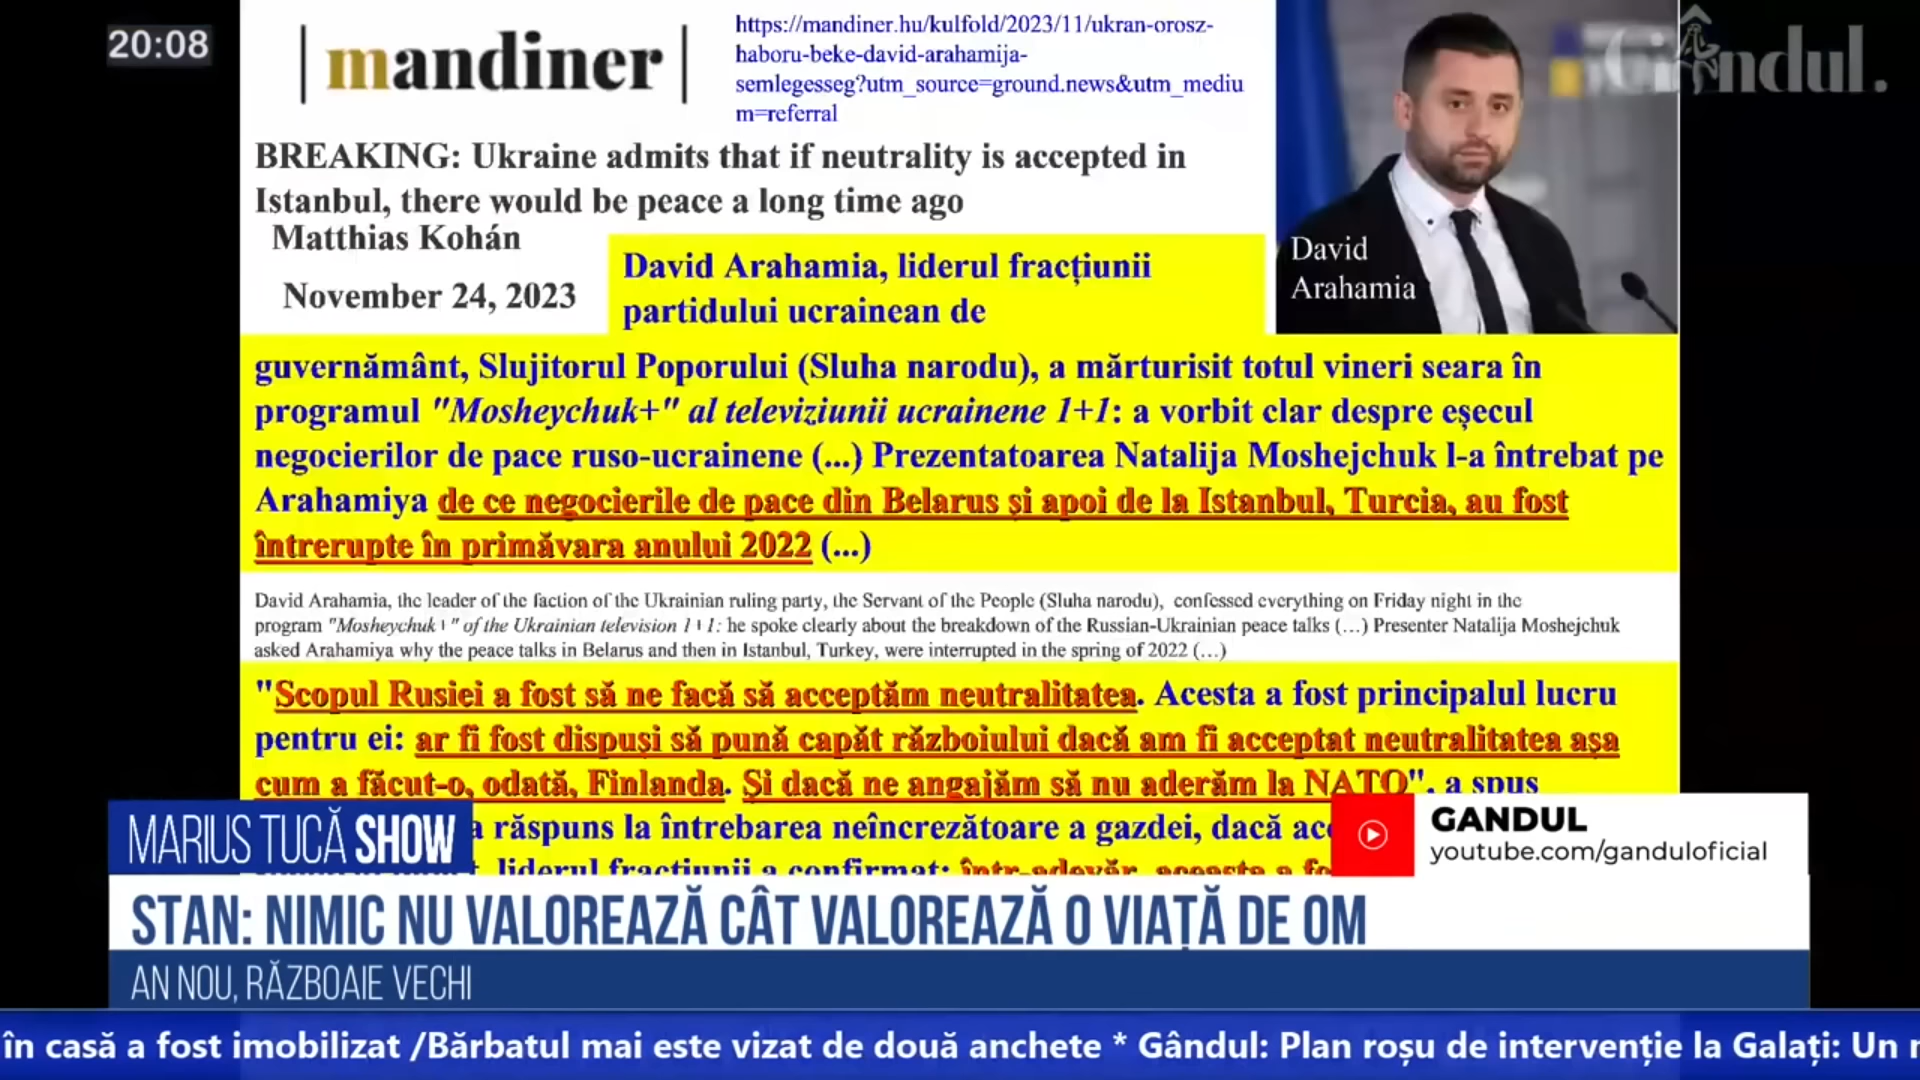 20:08
| mandiner |
https://mandiner.hu/kulfold/2023/11/ukran-orosz-
haboru-beke-david-arahamija-
semlegesseg?utm_source=ground.news&utm_mediu
m=referral
Gândul.
BREAKING: Ukraine admits that if neutrality is accepted in
Istanbul, there would be peace a long time ago
Matthias Kohán
November 24, 2023
David
Arahamia
David Arahamia, liderul fracțiunii
partidului ucrainean de
guvernământ, Slujitorul Poporului (Sluha narodu), a mărturisit totul vineri seara în
programul "Mosheychuk+" al televiziunii ucrainene 1+1: a vorbit clar despre eșecul
negocierilor de pace ruso-ucrainene (...) Prezentatoarea Natalija Moshejchuk l-a întrebat pe
Arahamiya de ce negocierile de pace din Belarus și apoi de la Istanbul, Turcia, au fost
întrerupte în primăvara anului 2022 (...)
David Arahamia, the leader of the faction of the Ukrainian ruling party, the Servant of the People (Sluha narodu), confessed everything on Friday night in the
program "Mosheychuk+" of the Ukrainian television 1+1: he spoke clearly about the breakdown of the Russian-Ukrainian peace talks (...) Presenter Natalija Moshejchuk
asked Arahamiya why the peace talks in Belarus and then in Istanbul, Turkey, were interrupted in the spring of 2022 (...)
"Scopul Rusiei a fost să ne facă să acceptăm neutralitatea. Acesta a fost principalul lucru
pentru ei: ar fi fost dispuși să pună capăt războiului dacă am fi acceptat neutralitatea așa
cum a făcut-o, odată, Finlanda. Și dacă ne angajăm să nu aderăm la NATO", a spus
a răspuns la întrebarea neîncrezătoare a gazdei, dacă
liderul fracțiunii a confirmat: într-adevăr, aceasta a
MARIUS TUCĂ SHOW
GANDUL
youtube.com/ganduloficial
STAN: NIMIC NU VALOREAZĂ CÂT VALOREAZĂ O VIAȚĂ DE OM
AN NOU, RĂZBOAIE VECHI
în casă a fost imobilizat /Bărbatul mai este vizat de două anchete * Gândul: Plan roșu de intervenție la Galați: Un